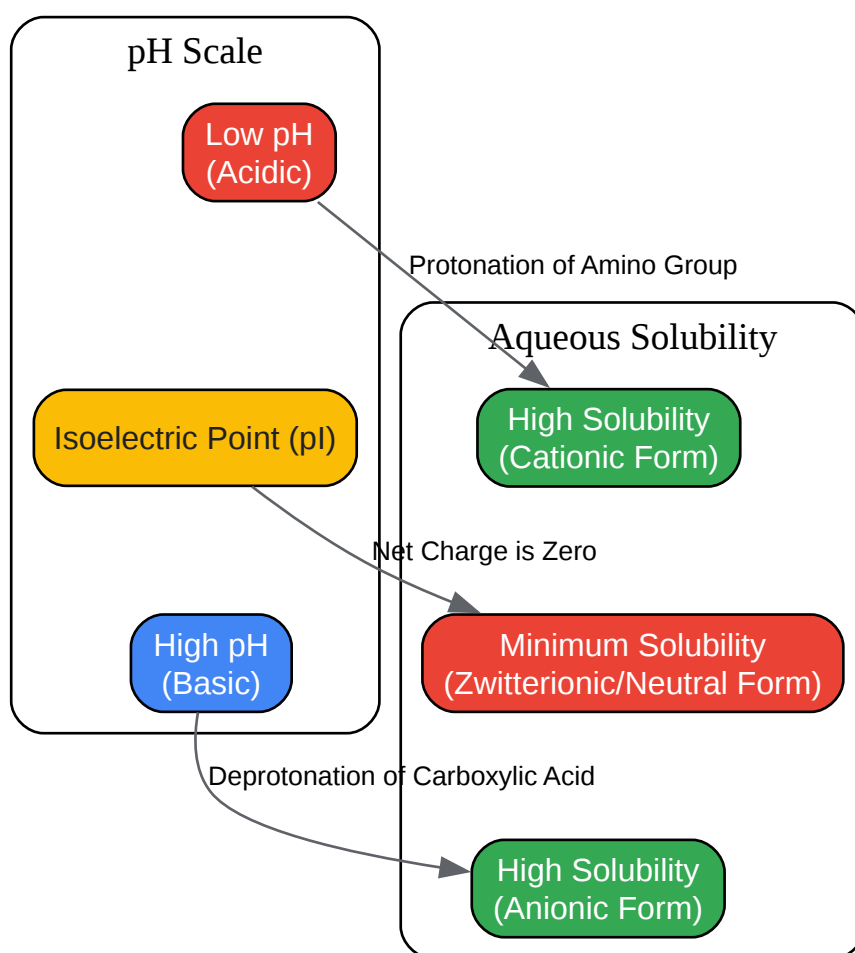 pH Scale
Low pH
(Acidic)
Protonation of Amino Group
Aqueous Solubility
High Solubility
(Cationic Form)
Isoelectric Point (pI)
Net Charge is Zero
High pH
(Basic)
Minimum Solubility
(Zwitterionic/Neutral Form)
Deprotonation of Carboxylic Acid
High Solubility
(Anionic Form)